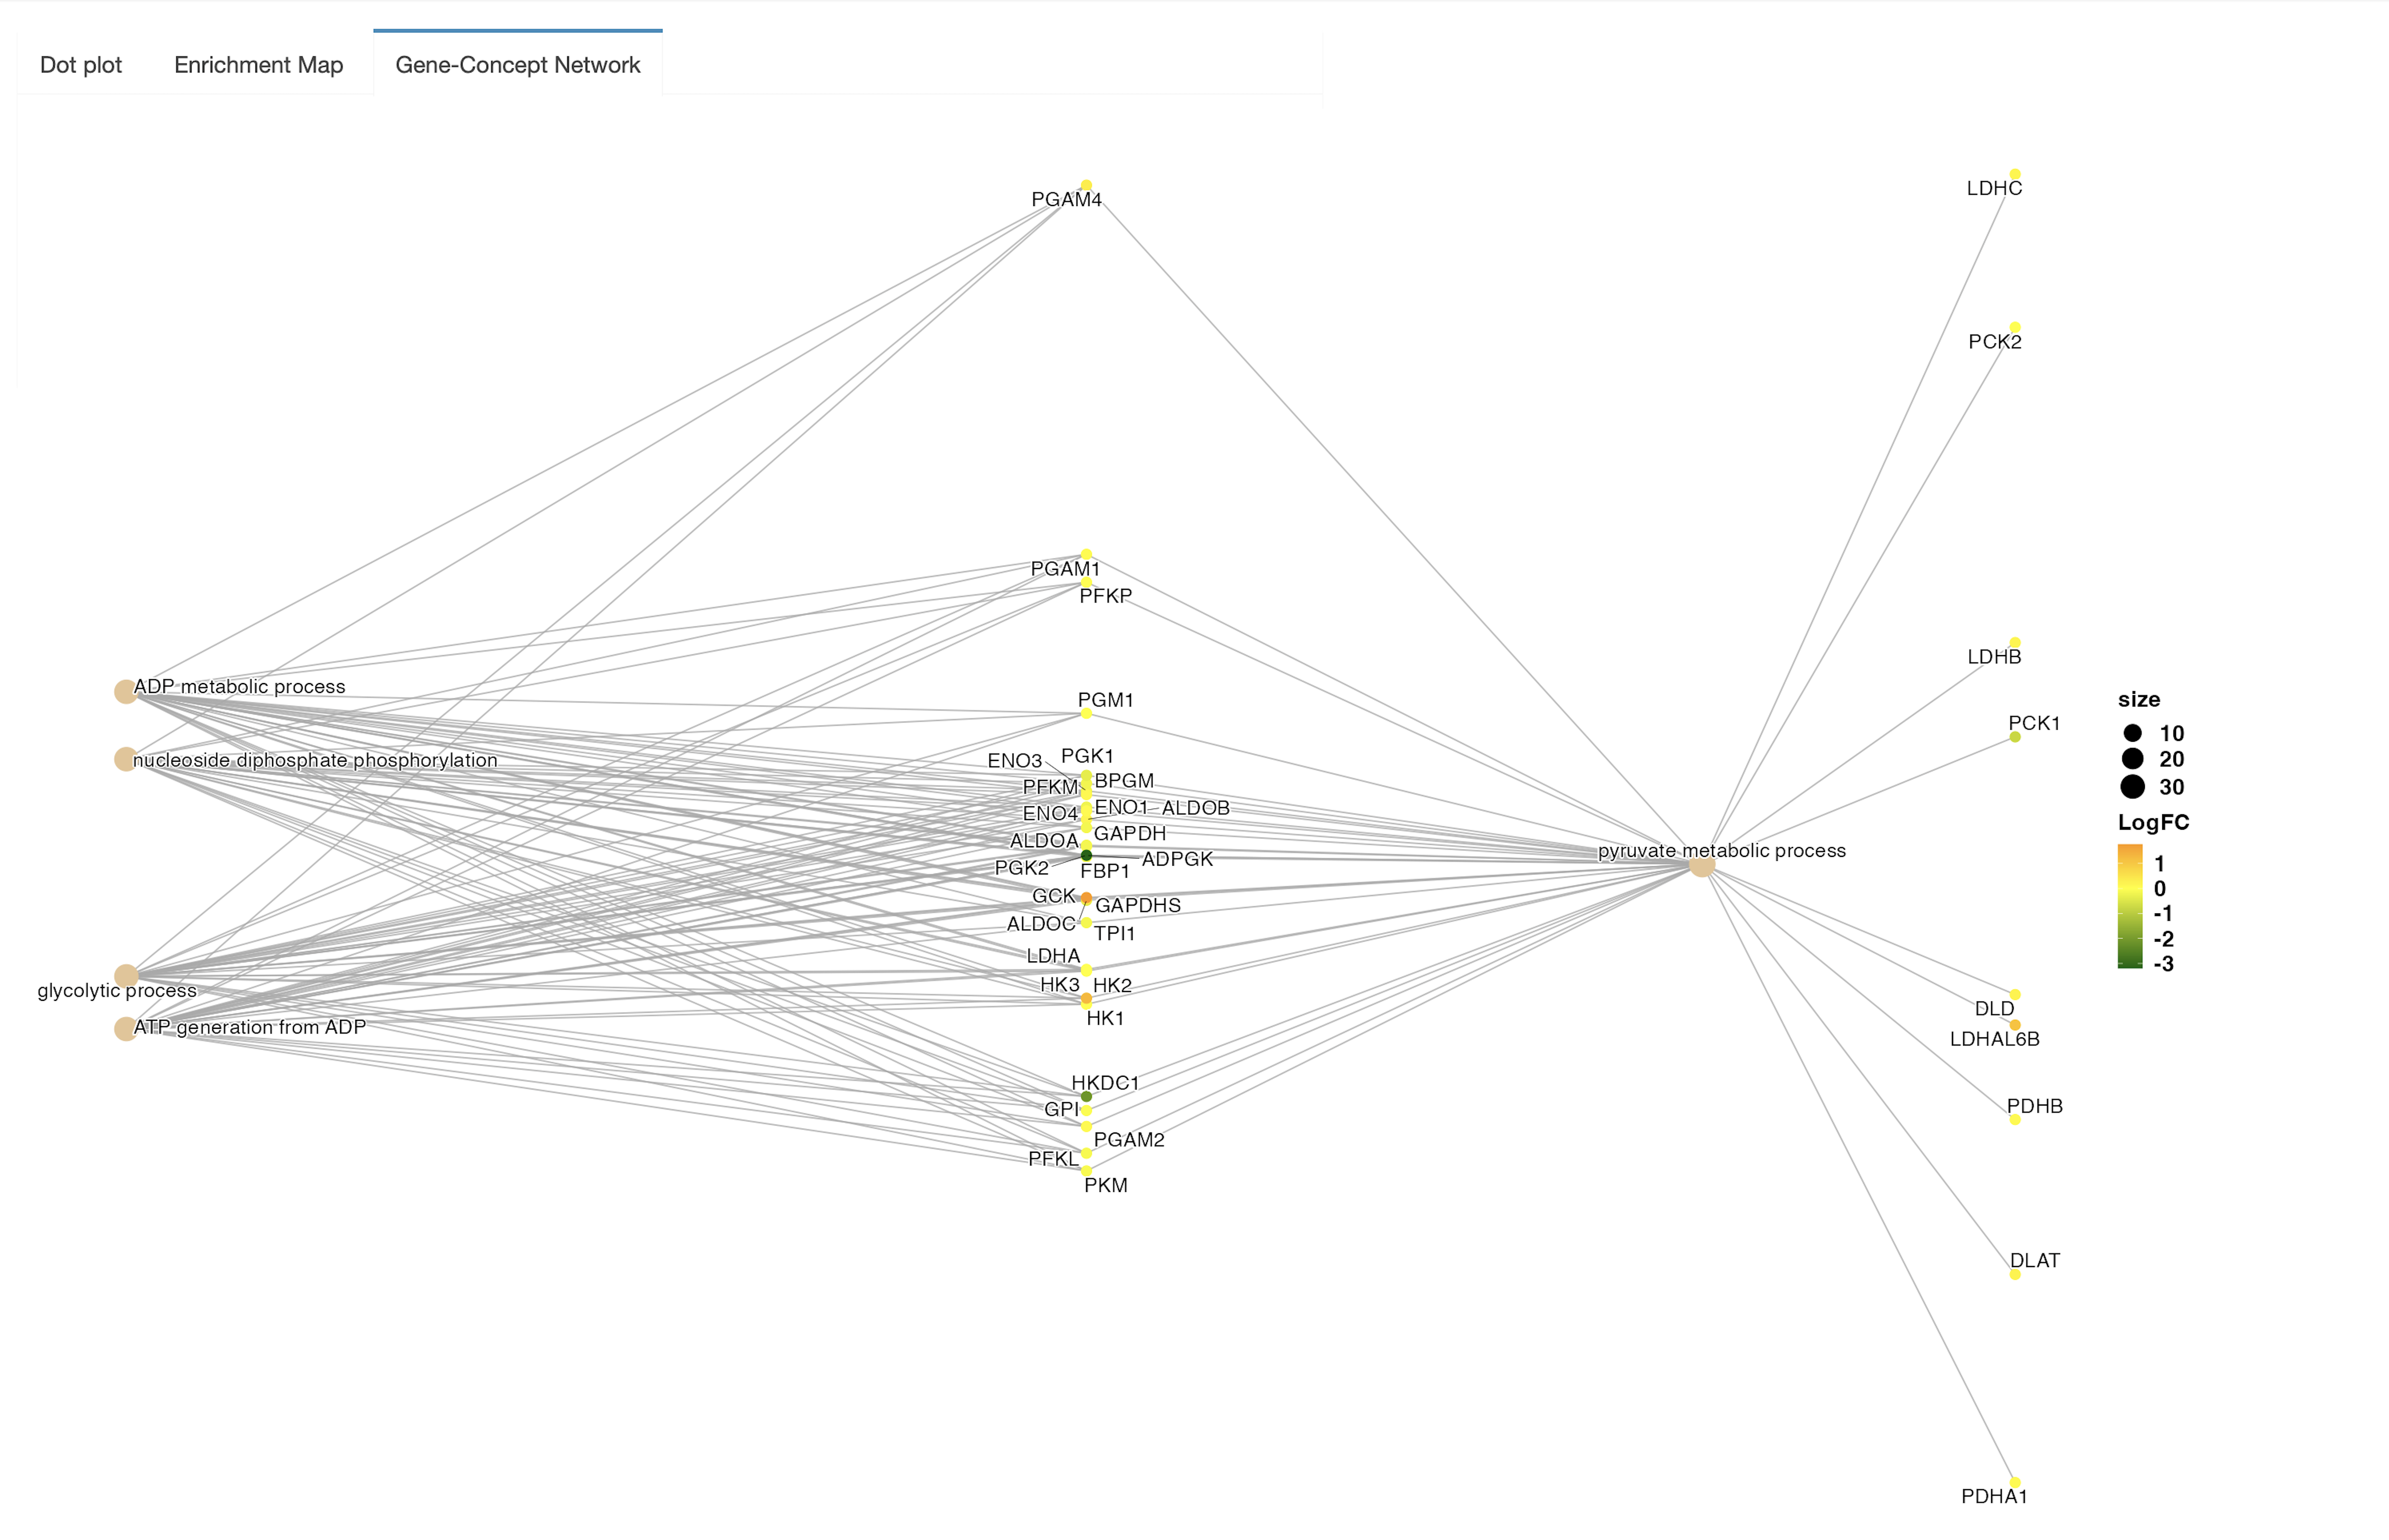 Dot plot
Enrichment Map
Gene-Concept Network
PGAM4
LDHC
PCK2
PGAM1
PFKP
LDHB
ADP metabolic process
PGM1
PCK1
nucleoside diphosphate phosphorylation
ENO3
PGK1
BPGM
PFKM
ENO1
ALDOB
ENO4
GAPDH
ALDOA
pyruvate metabolic process
ADPGK
PGK2
FBP1
GCK
GAPDHS
ALDOC
TPI1
LDHA
glycolytic process
HK3
HK2
HK1
ATP generation from ADP
DLD
LDHAL6B
HKDC1
GPI
PDHB
PGAM2
PFKL
PKM
DLAT
PDHA1
size
10
20
30
LogFC
1
0
-1
-2
-3